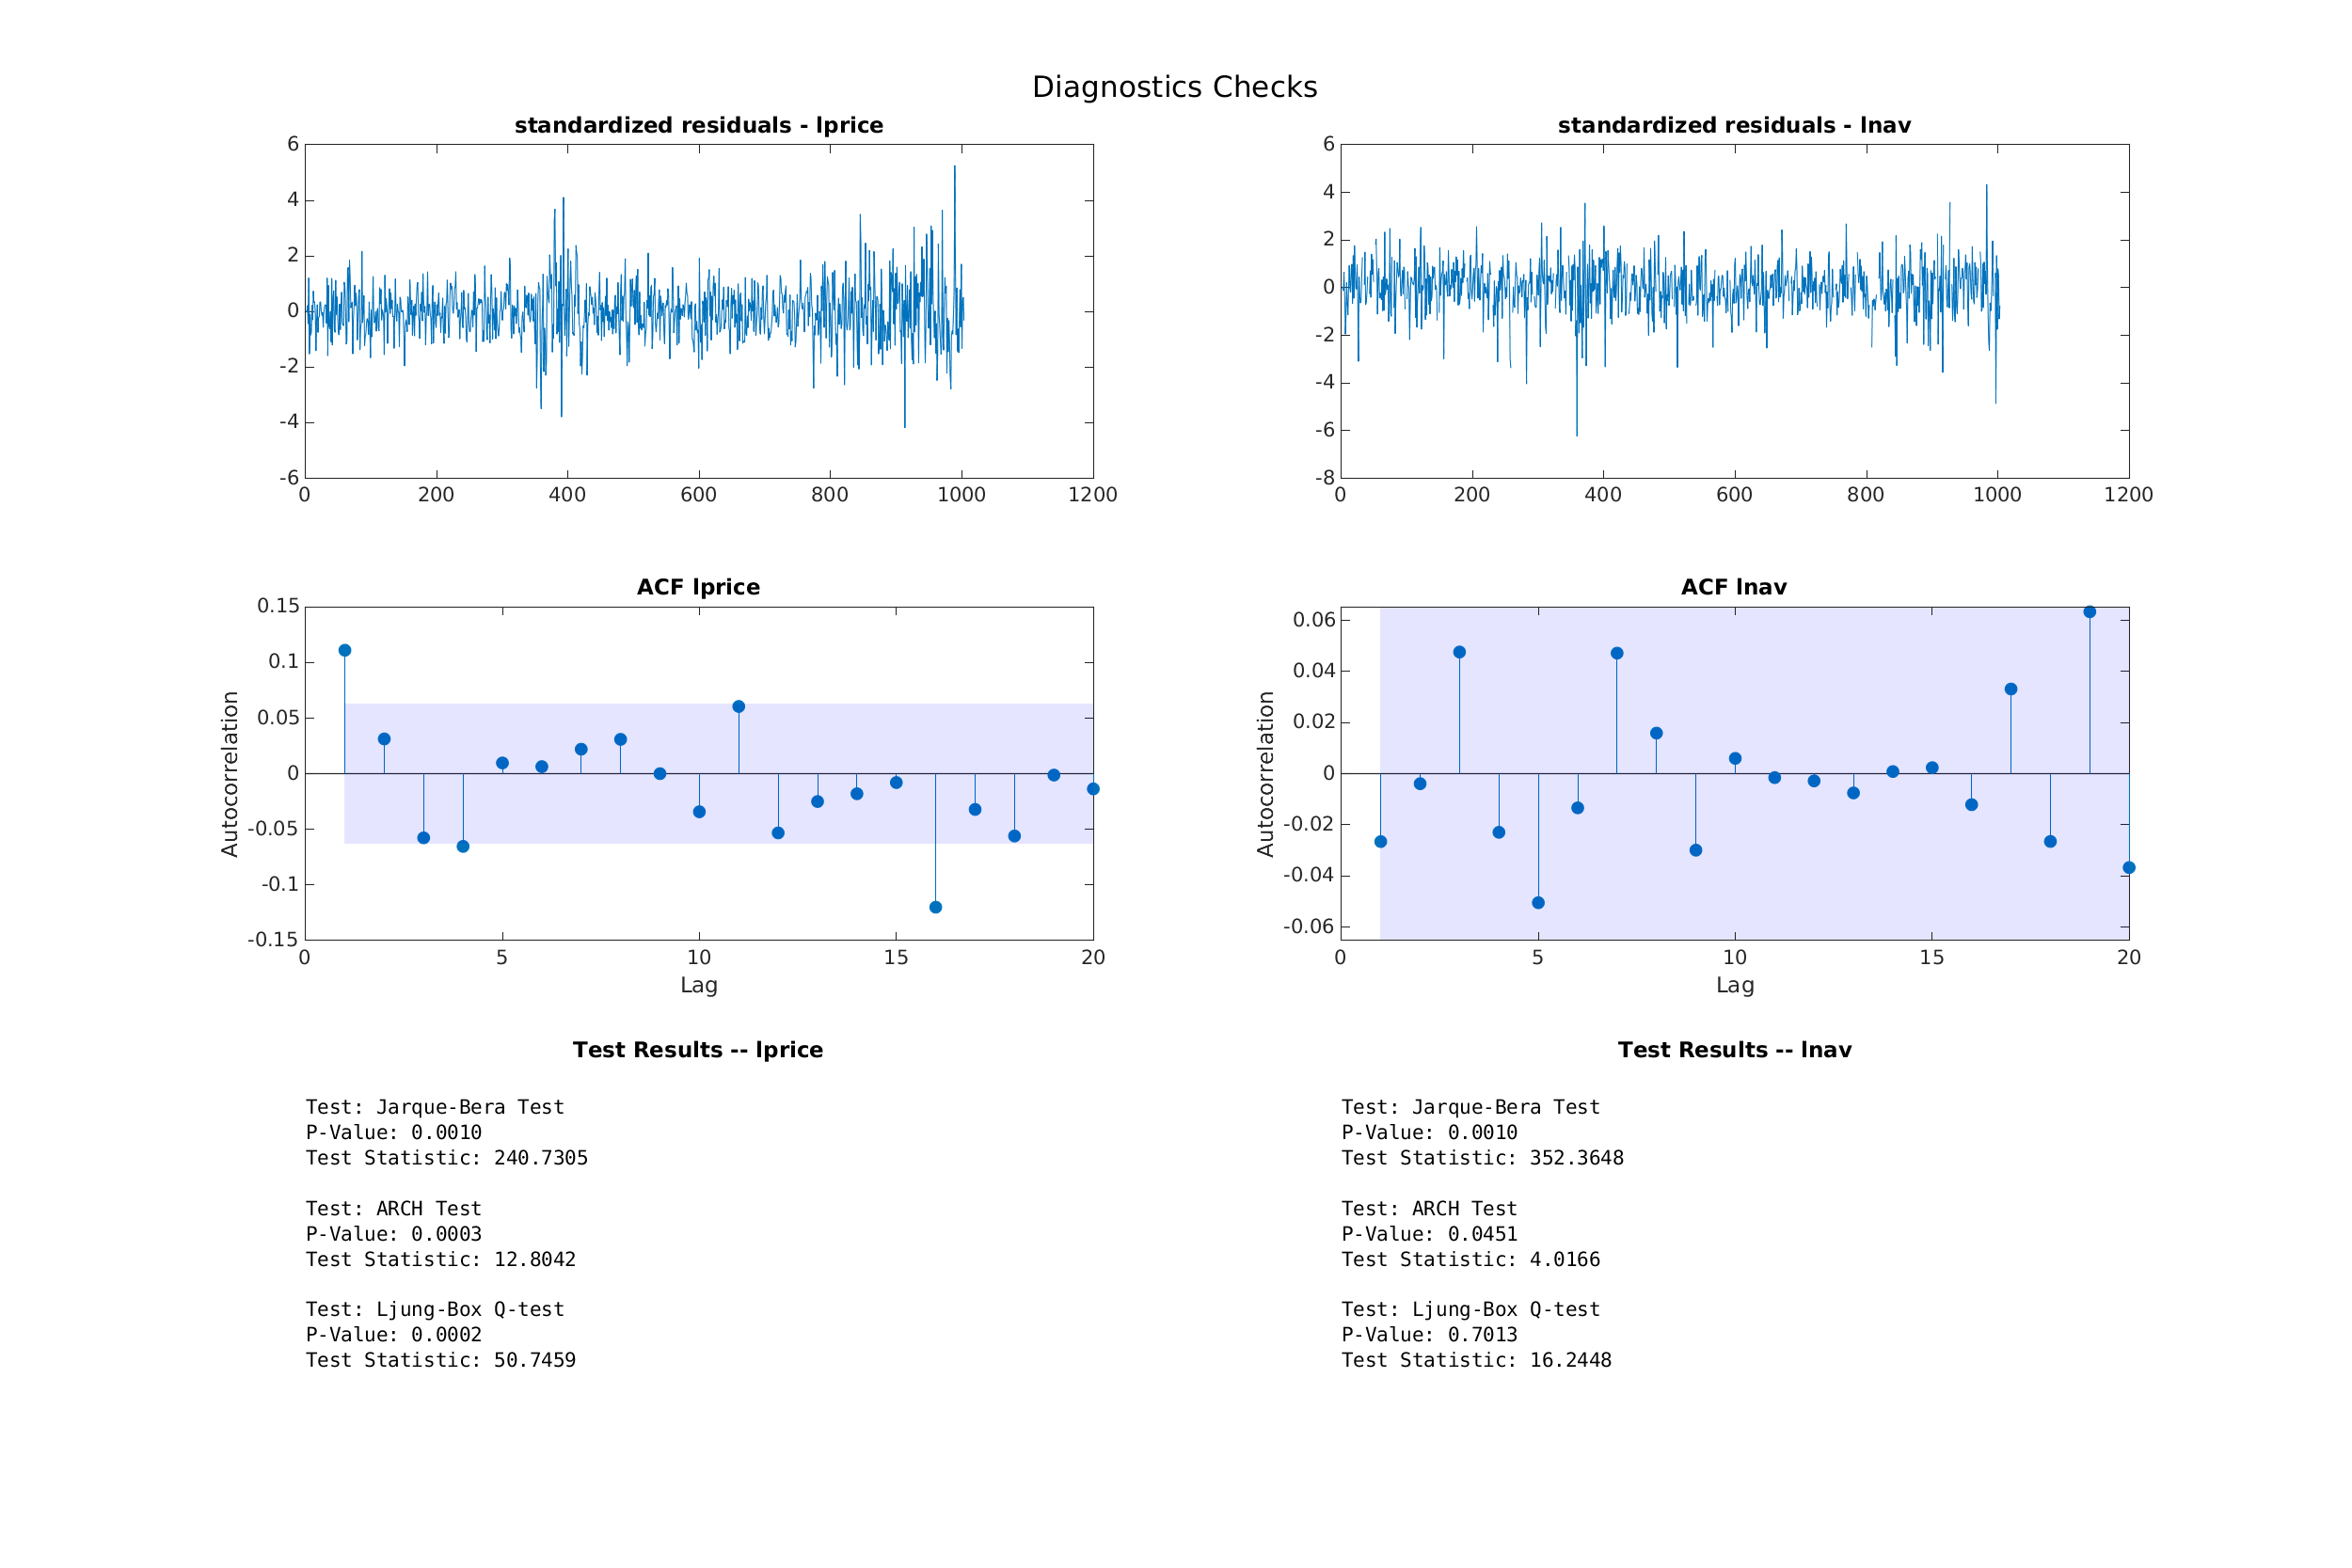 Diagnostics Checks
standardized residuals - lprice
6
4
2
0
-2
-4
-6
0 200 400 600 800 1000 1200
standardized residuals - lnav
6
4
2
0
-2
-4
-6
-8
0 200 400 600 800 1000 1200
ACF lprice
Autocorrelation
0.15
0.1
0.05
0
-0.05
-0.1
-0.15
0 5 10 15 20
Lag
ACF lnav
Autocorrelation
0.06
0.04
0.02
0
-0.02
-0.04
-0.06
0 5 10 15 20
Lag
Test Results -- lprice
Test: Jarque-Bera Test
P-Value: 0.0010
Test Statistic: 240.7305
Test: ARCH Test
P-Value: 0.0003
Test Statistic: 12.8042
Test: Ljung-Box Q-test
P-Value: 0.0002
Test Statistic: 50.7459
Test Results -- lnav
Test: Jarque-Bera Test
P-Value: 0.0010
Test Statistic: 352.3648
Test: ARCH Test
P-Value: 0.0451
Test Statistic: 4.0166
Test: Ljung-Box Q-test
P-Value: 0.7013
Test Statistic: 16.2448